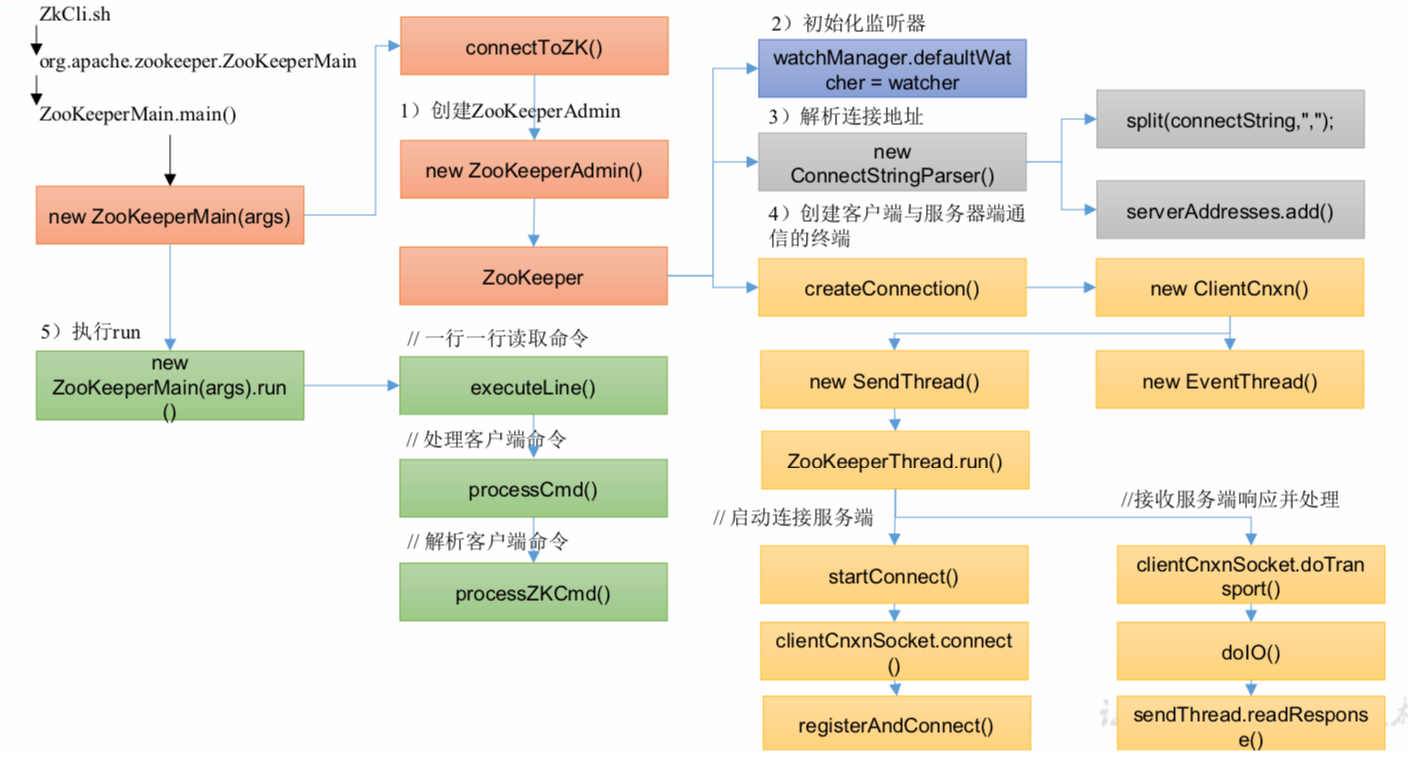 ZkCli.sh
org.apache.zookeeper.ZooKeeperMain
ZooKeeperMain.main()
new ZooKeeperMain(args)
5）执行run
new
ZooKeeperMain(args).run
()
connectToZK()
1）创建ZooKeeperAdmin
new ZooKeeperAdmin()
ZooKeeper
// 一行一行读取命令
executeLine()
// 处理客户端命令
processCmd()
// 解析客户端命令
processZKCmd()
2）初始化监听器
watchManager.defaultWat
cher = watcher
3）解析连接地址
new
ConnectStringParser()
split(connectString,",");
serverAddresses.add()
4）创建客户端与服务器端通
信的终端
createConnection()
new ClientCnxn()
new SendThread()
new EventThread()
ZooKeeperThread.run()
// 启动连接服务端
startConnect()
clientCnxnSocket.connect
()
registerAndConnect()
//接收服务端响应并处理
clientCnxnSocket.doTran
sport()
doIO()
sendThread.readRespons
e()